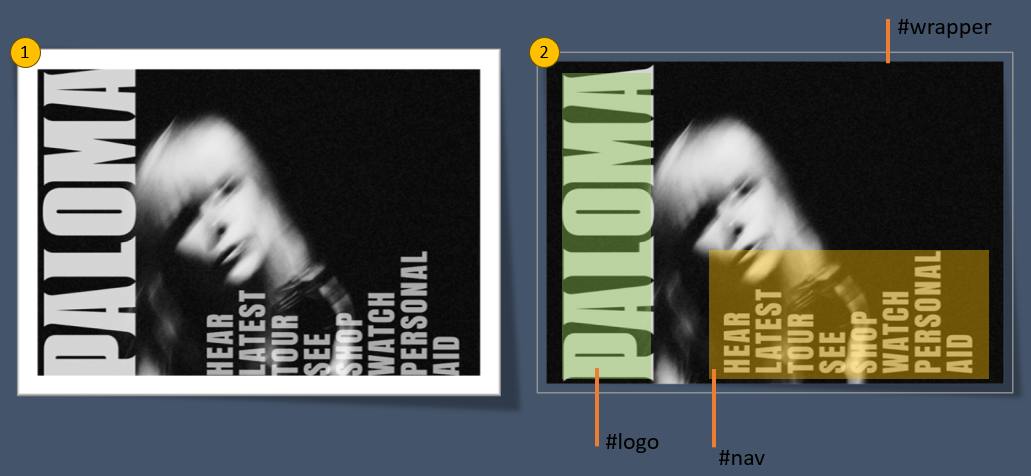 1
PALOMA
HEAR
LATEST
TOUR
SEE
SHOP
WATCH
PERSONAL
AID
2
#wrapper
PALOMA
HEAR
LATEST
TOUR
SEE
SHOP
WATCH
PERSONAL
AID
#logo
#nav